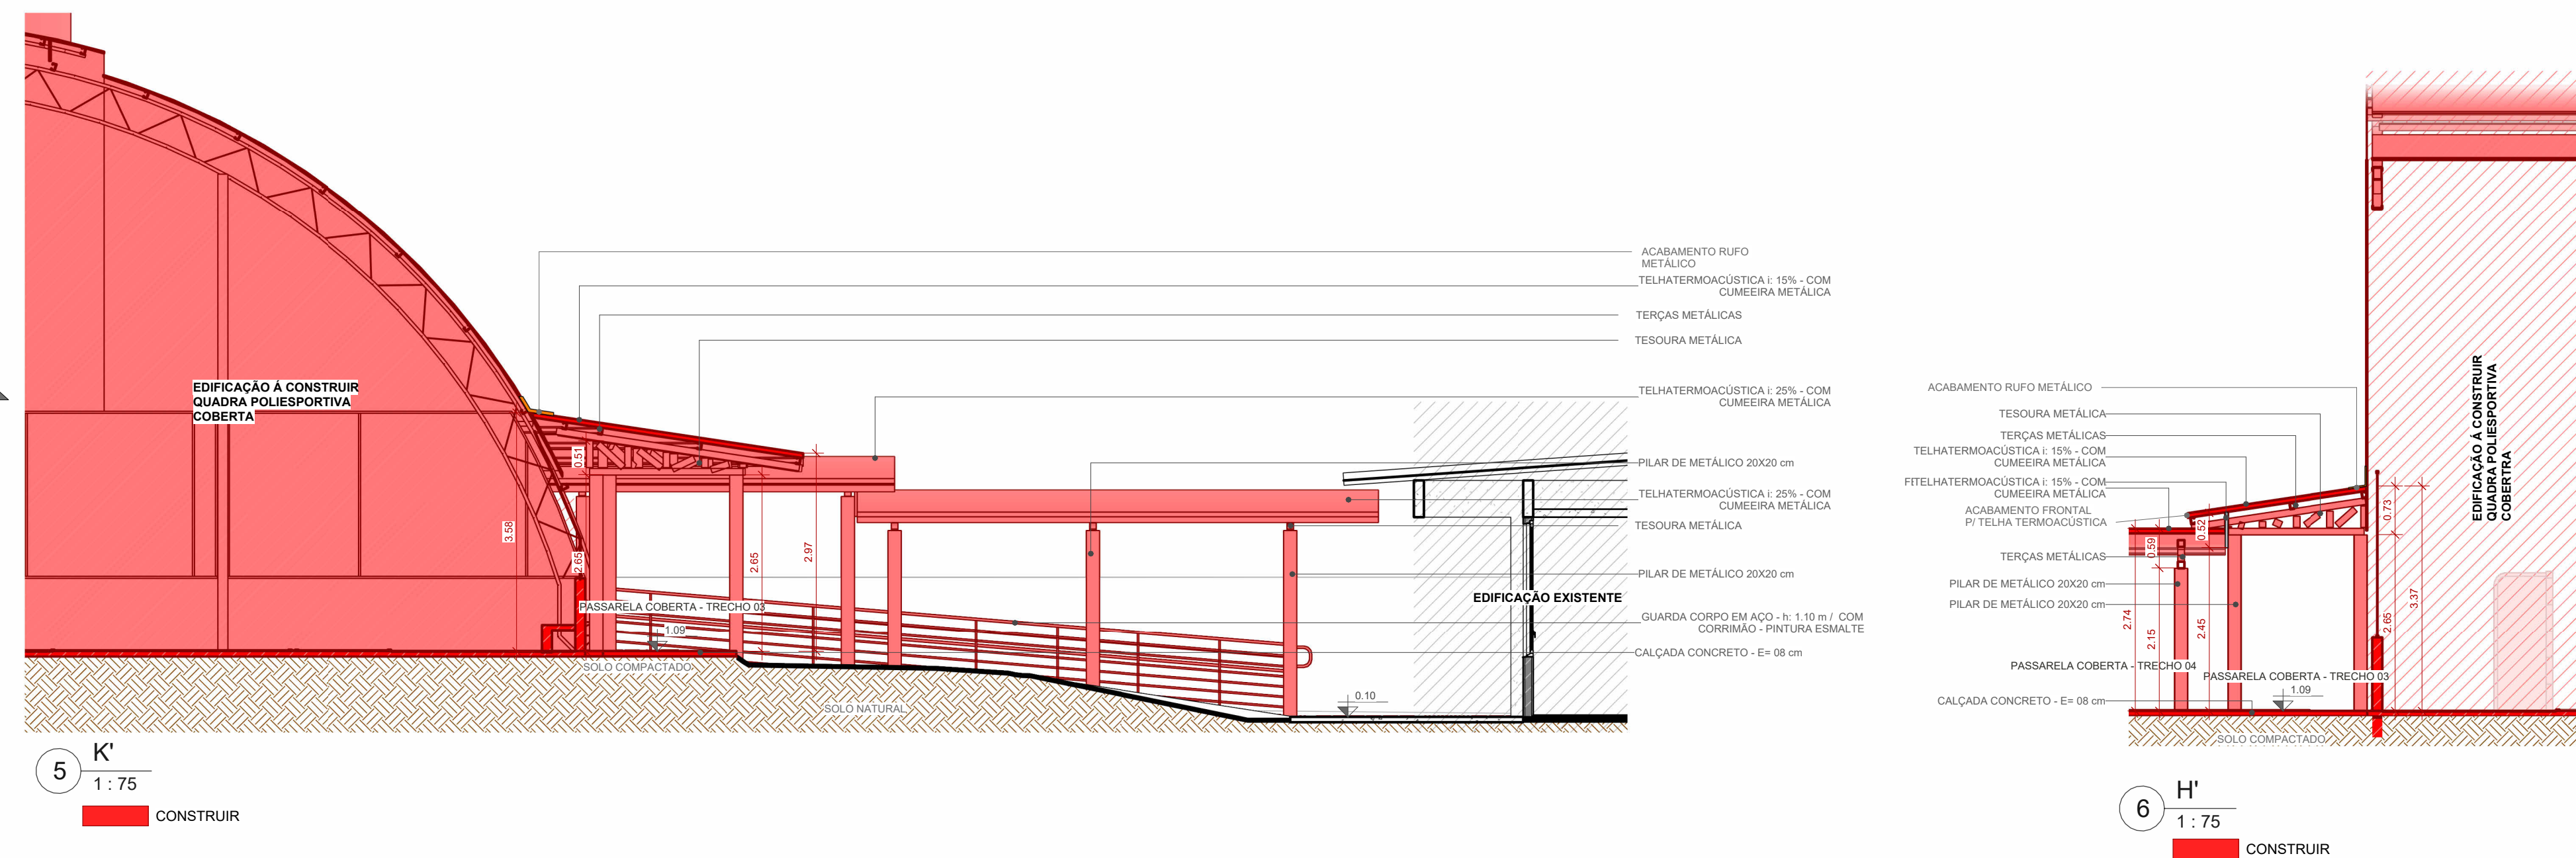 ACABAMENTO RUFO
METÁLICO
TELHATERMOACÚSTICA i: 15% - COM
CUMEEIRA METÁLICA
TERÇAS METÁLICAS
TESOURA METÁLICA
EDIFICAÇÃO Á CONSTRUIR
QUADRA POLIESPORTIVA
COBERTA
TELHATERMOACÚSTICA i: 25% - COM
CUMEEIRA METÁLICA
0.51
PILAR DE METÁLICO 20X20 cm
TELHATERMOACÚSTICA i: 25% - COM
CUMEEIRA METÁLICA
TESOURA METÁLICA
3.58
2.65
2.65
2.97
PILAR DE METÁLICO 20X20 cm
EDIFICAÇÃO EXISTENTE
PASSARELA COBERTA - TRECHO 03
GUARDA CORPO EM AÇO - h: 1.10 m / COM
CORRIMÃO - PINTURA ESMALTE
1.09
CALÇADA CONCRETO - E= 08 cm
SOLO COMPACTADO
0.10
SOLO NATURAL
5
K'
1 : 75
CONSTRUIR
ACABAMENTO RUFO METÁLICO
TESOURA METÁLICA
TERÇAS METÁLICAS
TELHATERMOACÚSTICA i: 15% - COM
CUMEEIRA METÁLICA
FITELHATERMOACÚSTICA i: 15% - COM
CUMEEIRA METÁLICA
ACABAMENTO FRONTAL
P/ TELHA TERMOACÚSTICA
TERÇAS METÁLICAS
PILAR DE METÁLICO 20X20 cm
PILAR DE METÁLICO 20X20 cm
EDIFICAÇÃO Á CONSTRUIR
QUADRA POLIESPORTIVA
COBERTRA
0.73
0.52
0.59
2.74
2.15
2.45
2.65
3.37
PASSARELA COBERTA - TRECHO 04
PASSARELA COBERTA - TRECHO 03
1.09
CALÇADA CONCRETO - E= 08 cm
SOLO COMPACTADO
6
H'
1 : 75
CONSTRUIR